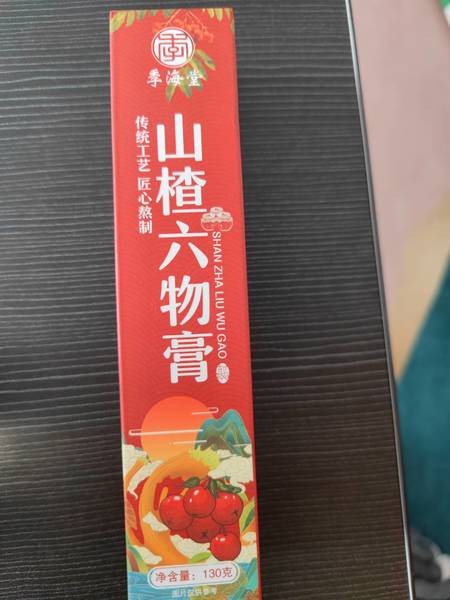 季
季海堂
传统工艺 匠心熬制
山楂六物膏
SHAN ZHA LIU WU GAO
净含量：130克
图片仅供参考